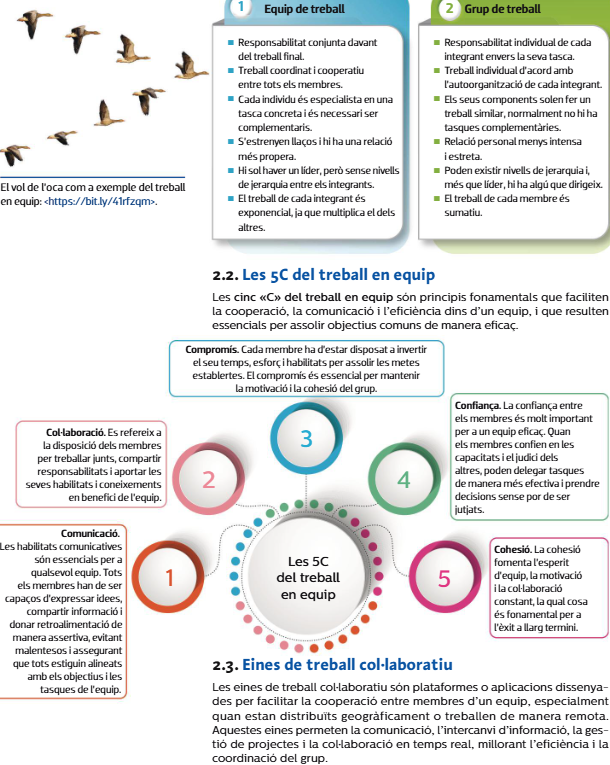 1 Equip de treball
Responsabilitat conjunta davant
del treball final.
Treball coordinat i cooperatiu
entre tots els membres.
Cada individu és especialista en una
tasca concreta i és necessari ser
complementaris.
S'estrenyen llaços i hi ha una relació
més propera.
Hi sol haver un líder, però sense nivells
de jerarquia entre els integrants.
El treball de cada integrant és
exponencial, ja que multiplica el dels
altres.
2 Grup de treball
Responsabilitat individual de cada
integrant envers la seva tasca.
Treball individual d'acord amb
l'autoorganització de cada integrant.
Els seus components solen fer un
treball similar, normalment no hi ha
tasques complementàries.
Relació personal menys intensa
i estreta.
Poden existir nivells de jerarquia i,
més que líder, hi ha algú que dirigeix.
El treball de cada membre és
sumatiu.
El vol de l'oca com a exemple del treball
en equip: <https://bit.ly/41rfzqm>.
2.2. Les 5C del treball en equip
Les cinc «C» del treball en equip són principis fonamentals que faciliten
la cooperació, la comunicació i l'eficiència dins d'un equip, i que resulten
essencials per assolir objectius comuns de manera eficaç.
Compromís. Cada membre ha d'estar disposat a invertir
el seu temps, esforç i habilitats per assolir les metes
establertes. El compromís és essencial per mantenir
la motivació i la cohesió del grup.
Col·laboració. Es refereix a
la disposició dels membres
per treballar junts, compartir
responsabilitats i aportar les
seves habilitats i coneixements
en benefici de l'equip.
Confiança. La confiança entre
els membres és molt important
per a un equip eficaç. Quan
els membres confien en les
capacitats i el judici dels
altres, poden delegar tasques
de manera més efectiva i prendre
decisions sense por de ser
jutjats.
Comunicació.
Les habilitats comunicatives
són essencials per a
qualsevol equip. Tots
els membres han de ser
capaços d'expressar idees,
compartir informació i
donar retroalimentació de
manera assertiva, evitant
malentesos i assegurant
que tots estiguin alineats
amb els objectius i les
tasques de l'equip.
Cohesió. La cohesió
fomenta l'esperit
d'equip, la motivació
i la col·laboració
constant, la qual cosa
és fonamental per a
l'èxit a llarg termini.
1
2
3
4
5
Les 5C
del treball
en equip
2.3. Eines de treball col·laboratiu
Les eines de treball col·laboratiu són plataformes o aplicacions dissenya-
des per facilitar la cooperació entre membres d'un equip, especialment
quan estan distribuïts geogràficament o treballen de manera remota.
Aquestes eines permeten la comunicació, l'intercanvi d'informació, la ges-
tió de projectes i la col·laboració en temps real, millorant l'eficiència i la
coordinació del grup.